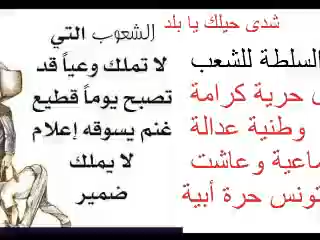 شدى حيلك يا بلد
السلطة للشعب
حرية كرامة
وطنية عدالة
وعاشت
تونس حرة أبية
الشعوب التي
لا تملك وعياً قد
تصبح يوماً قطيع
غنم يسوقه إعلام
لا يملك
ضمير